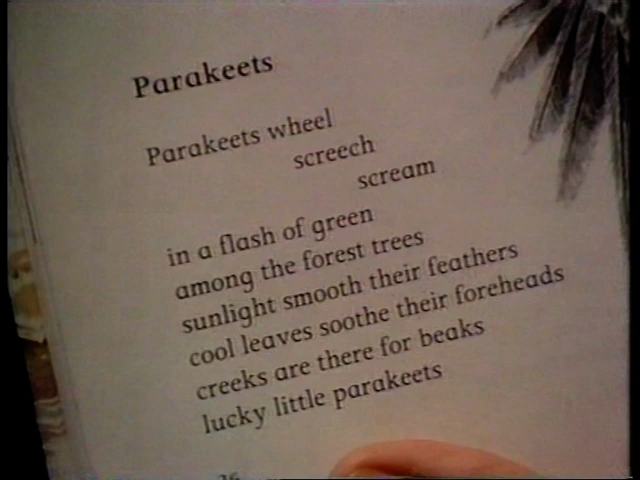 Parakeets
Parakeets wheel
screech
scream
in a flash of green
among the forest trees
sunlight smooth their feathers
cool leaves soothe their foreheads
creeks are there for beaks
lucky little parakeets